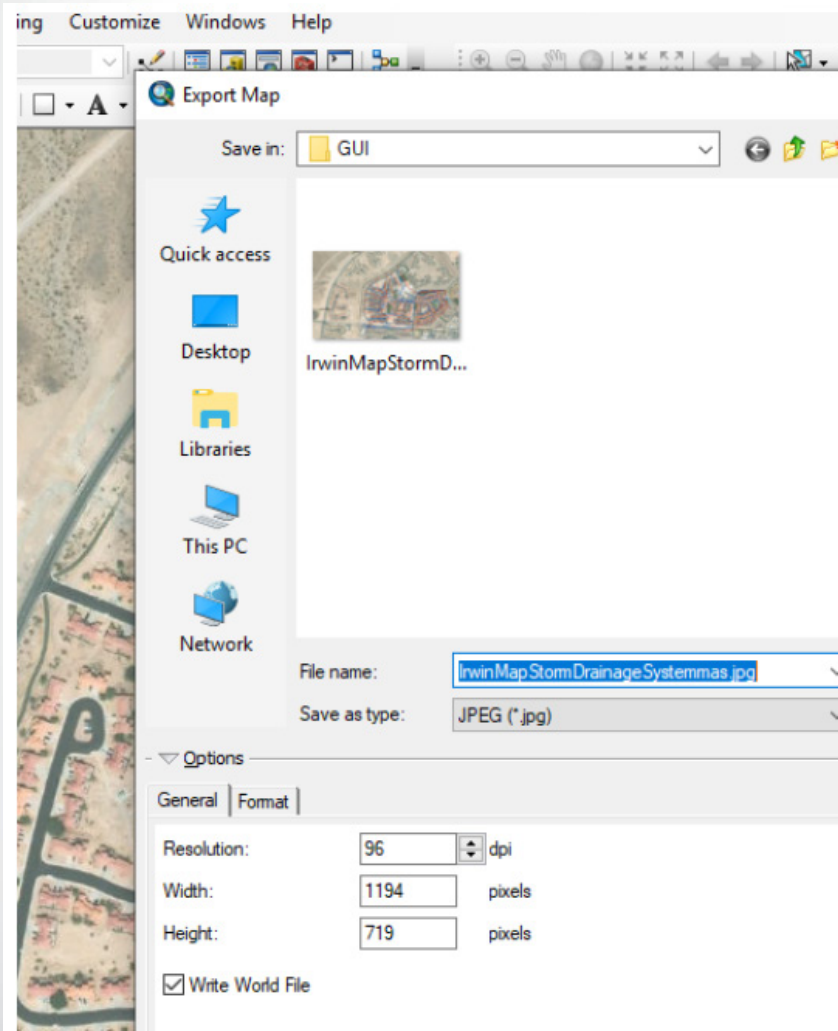 ing Customize Windows Help
A
Export Map
Save in: GUI
Quick access
Desktop
Libraries
This PC
Network
IrwinMapStormD...
File name: IrwinMapStormDrainageSystemmas.jpg
Save as type: JPEG (*.jpg)
Options
General Format
Resolution: 96 dpi
Width: 1194 pixels
Height: 719 pixels
Write World File